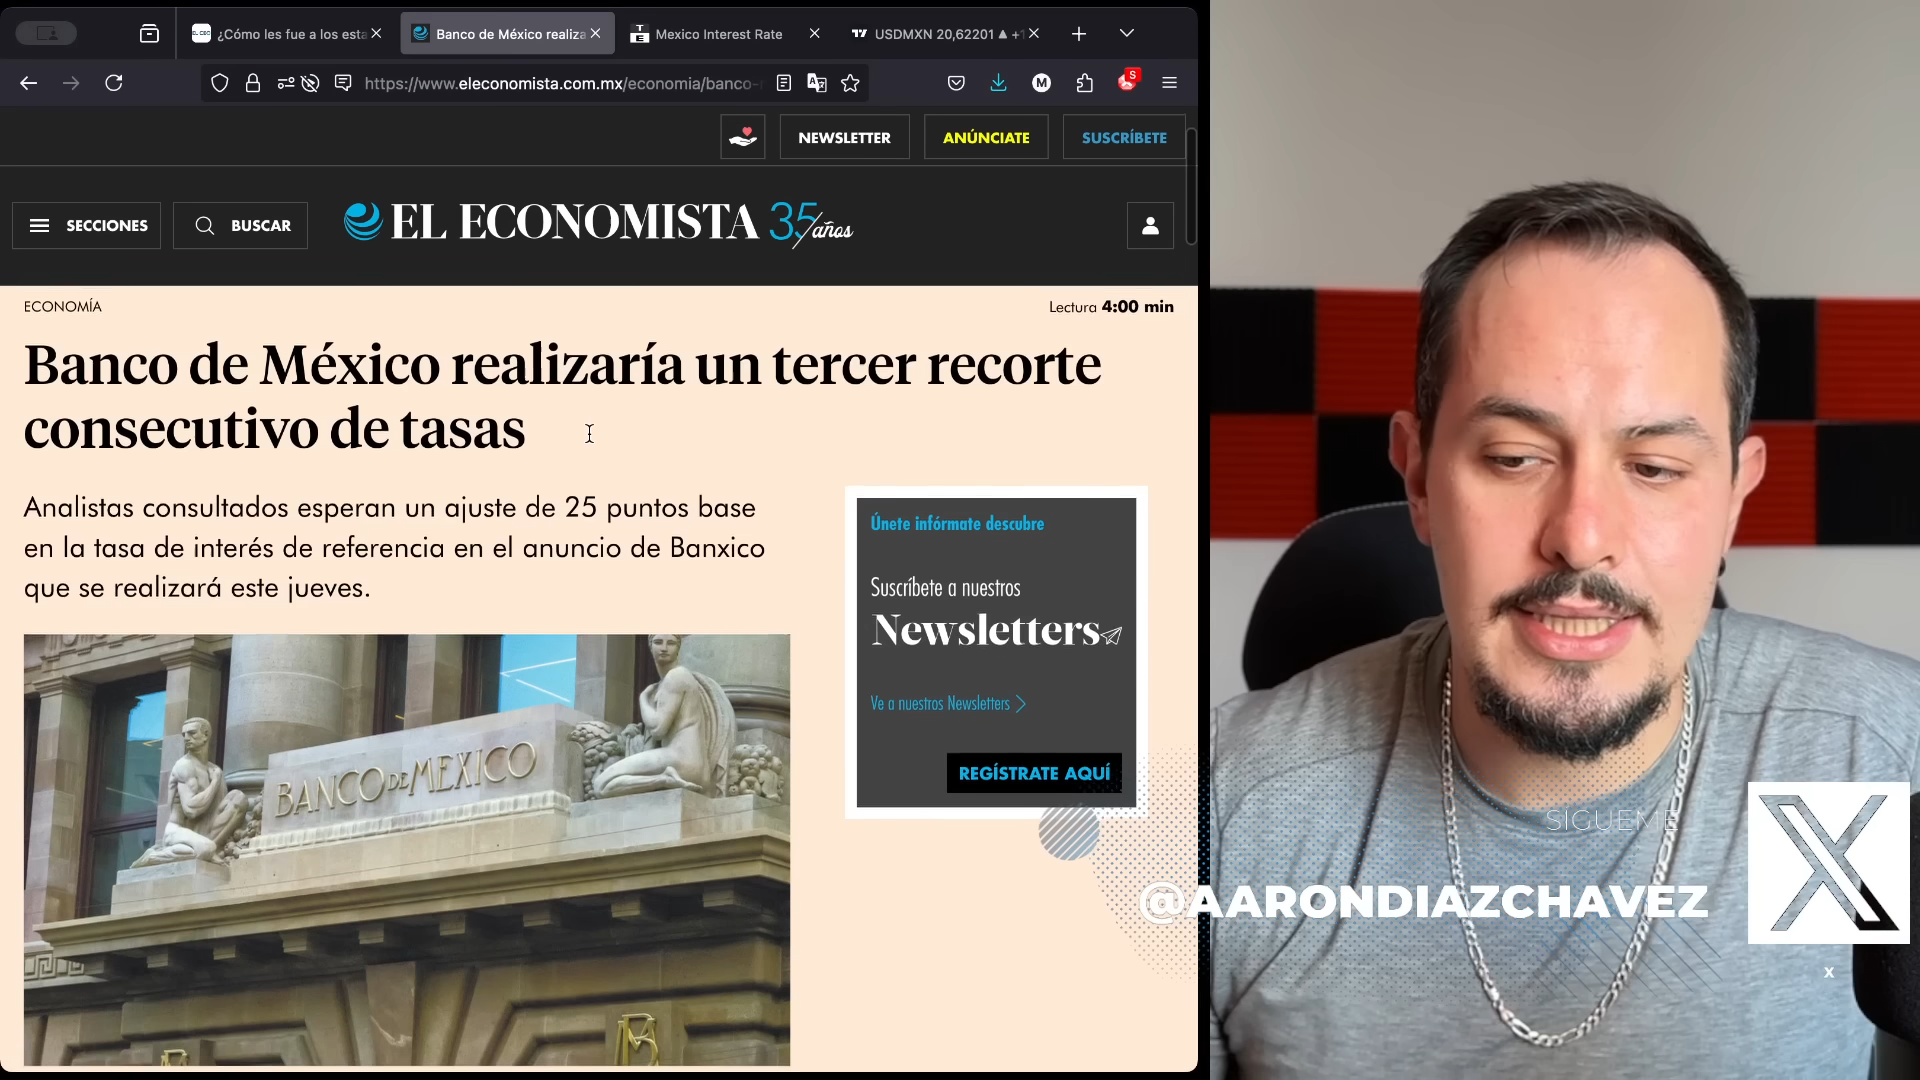 ¿Cómo les fue a los esta
Banco de México realiza
Mexico Interest Rate
USDMXN 20,62201 ▲ +1
https://www.eleconomista.com.mx/economia/banco-
M
S
NEWSLETTER
ANÚNCIATE
SUSCRÍBETE
SECCIONES
BUSCAR
EL ECONOMISTA 35 años
ECONOMÍA
Lectura 4:00 min
Banco de México realizaría un tercer recorte
consecutivo de tasas
Analistas consultados esperan un ajuste de 25 puntos base
en la tasa de interés de referencia en el anuncio de Banxico
que se realizará este jueves.
Únete infórmate descubre
Suscríbete a nuestros
Newsletters
Ve a nuestros Newsletters
REGÍSTRATE AQUÍ
BANCO DE MEXICO
SIGUEME
@AARONDIAZCHAVEZ
X
x